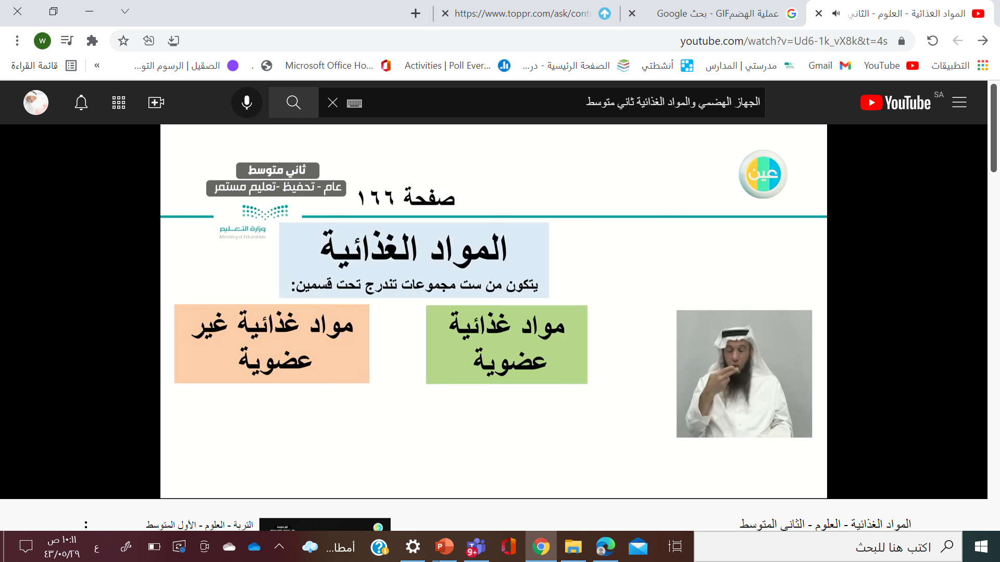 المواد الغذائية - العلوم - الثاني
عملية الهضمGIF - بحث Google
https://www.toppr.com/ask/conte
youtube.com/watch?v=Ud6-1k_vX8k&t=4s
W
التطبيقات
YouTube
Gmail
مدرستي | المدارس
أنشطتي
الصفحة الرئيسية - در...
Activities | Poll Ever...
Microsoft Office Ho...
.
الصقيل | الرسوم التو...
»
قائمة القراءة
YouTube SA
الجهاز الهضمي والمواد الغذائية ثاني متوسط
عين
ثاني متوسط
عام - تحفيظ -تعليم مستمر
صفحة ١٦٦
وزارة التعليم
Ministry of Education
المواد الغذائية
يتكون من ست مجموعات تندرج تحت قسمين:
مواد غذائية
عضوية
مواد غذائية غير
عضوية
المواد الغذائية - العلوم - الثاني المتوسط
التربة - العلوم - الأول المتوسط
اكتب هنا للبحث
9+
أمطا...
ع
١٠:١١ ص
٤٣/٠٥/٢٩